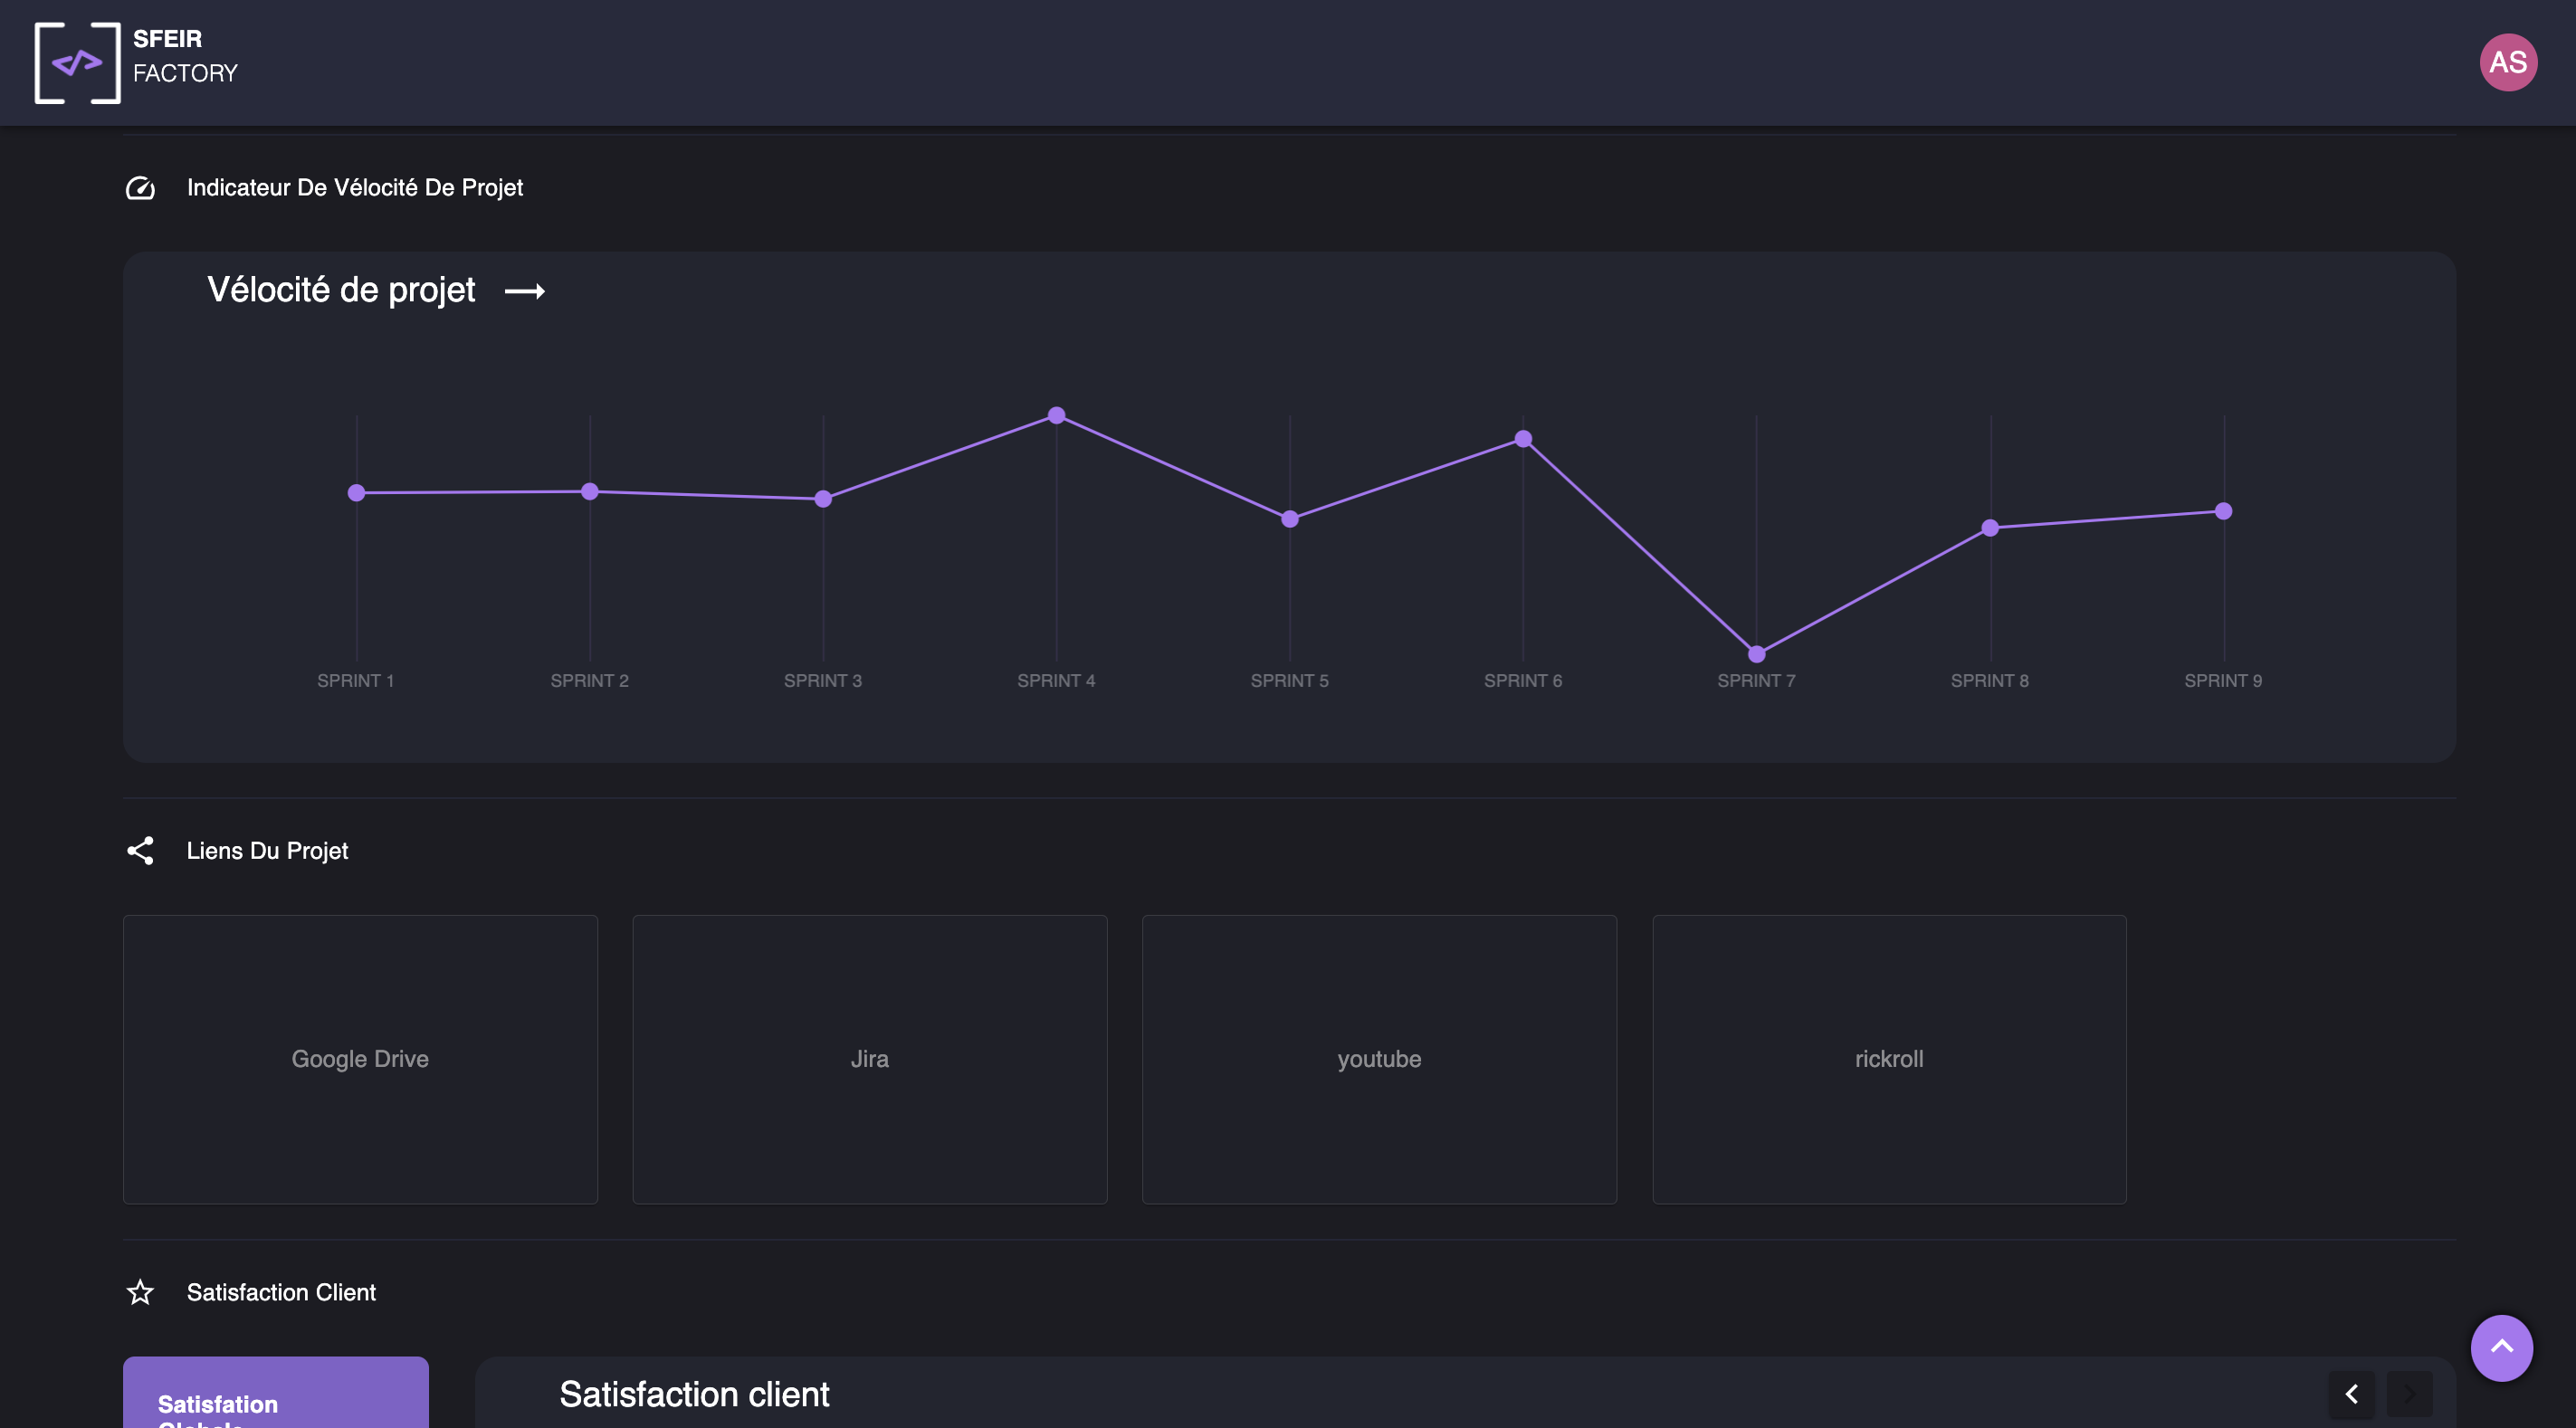 SFEIR
FACTORY
AS
Indicateur De Vélocité De Projet
Vélocité de projet
SPRINT 1 SPRINT 2 SPRINT 3 SPRINT 4 SPRINT 5 SPRINT 6 SPRINT 7 SPRINT 8 SPRINT 9
Liens Du Projet
Google Drive Jira youtube rickroll
Satisfaction Client
Satisfation
Satisfaction client